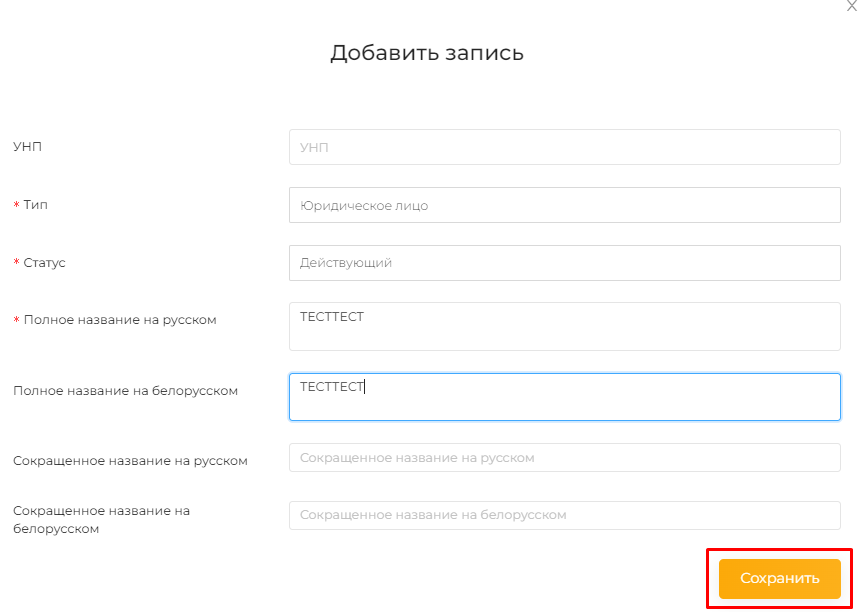 X
Добавить запись
УНП
УНП
* Тип
Юридическое лицо
* Статус
Действующий
* Полное название на русском
ТЕСТТЕСТ
Полное название на белорусском
ТЕСТТЕСТ
Сокращенное название на русском
Сокращенное название на русском
Сокращенное название на
белорусском
Сокращенное название на белорусском
Сохранить